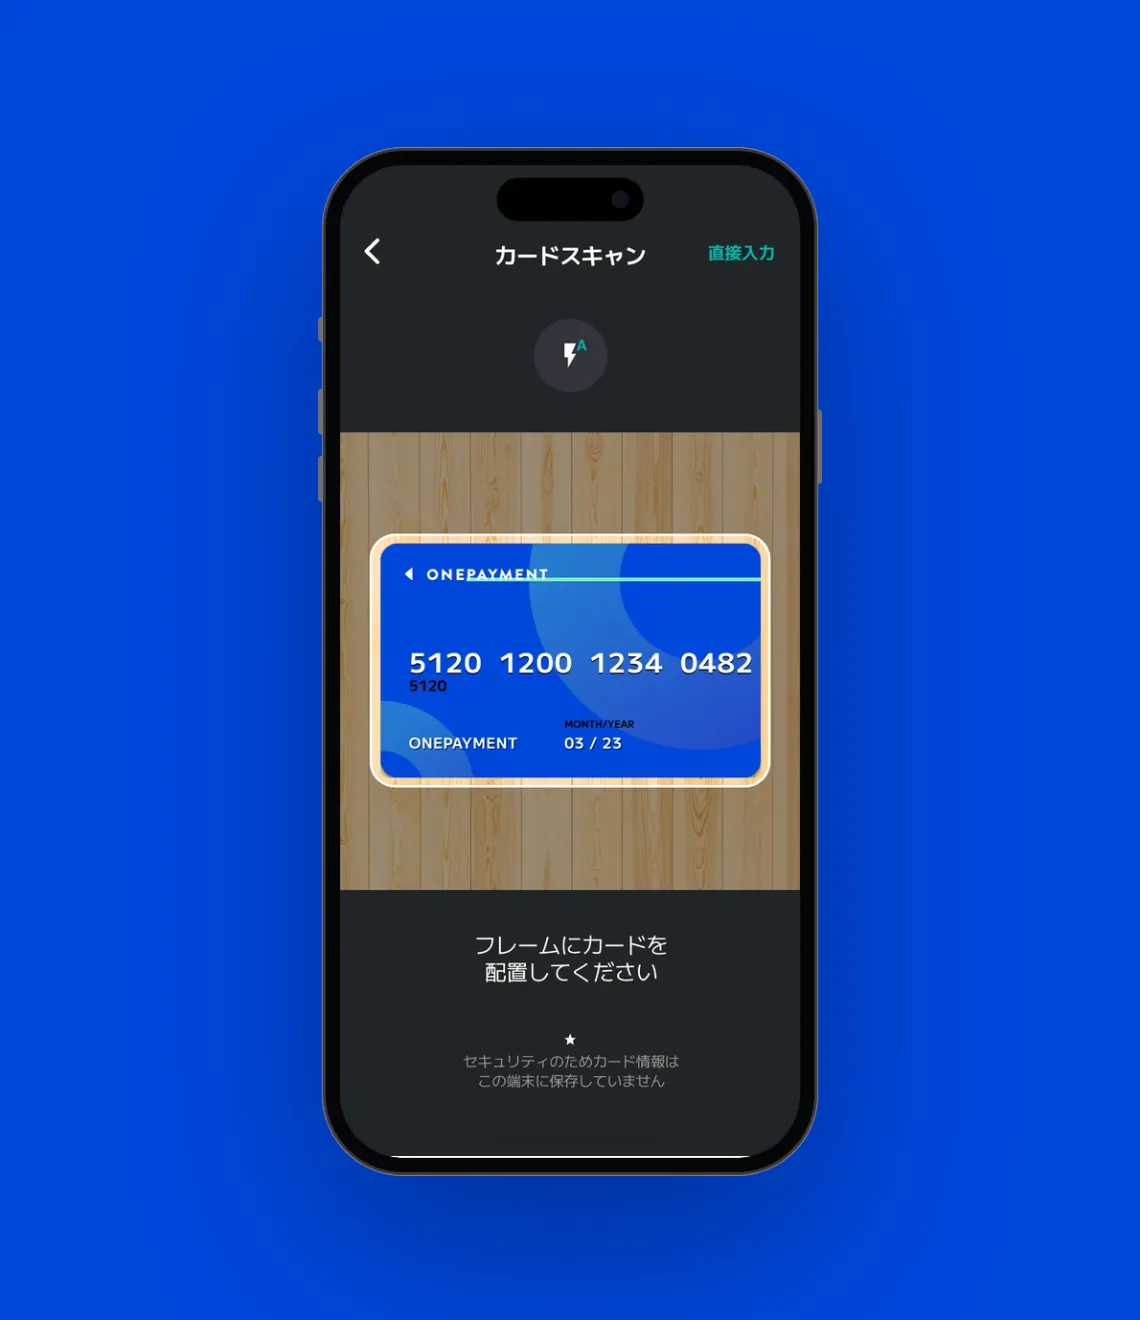 カードスキャン
直接入力
A
ONEPAYMENT
5120 1200 1234 0482
5120
MONTH/YEAR
ONEPAYMENT 03 / 23
フレームにカードを
配置してください
セキュリティのためカード情報は
この端末に保存していません